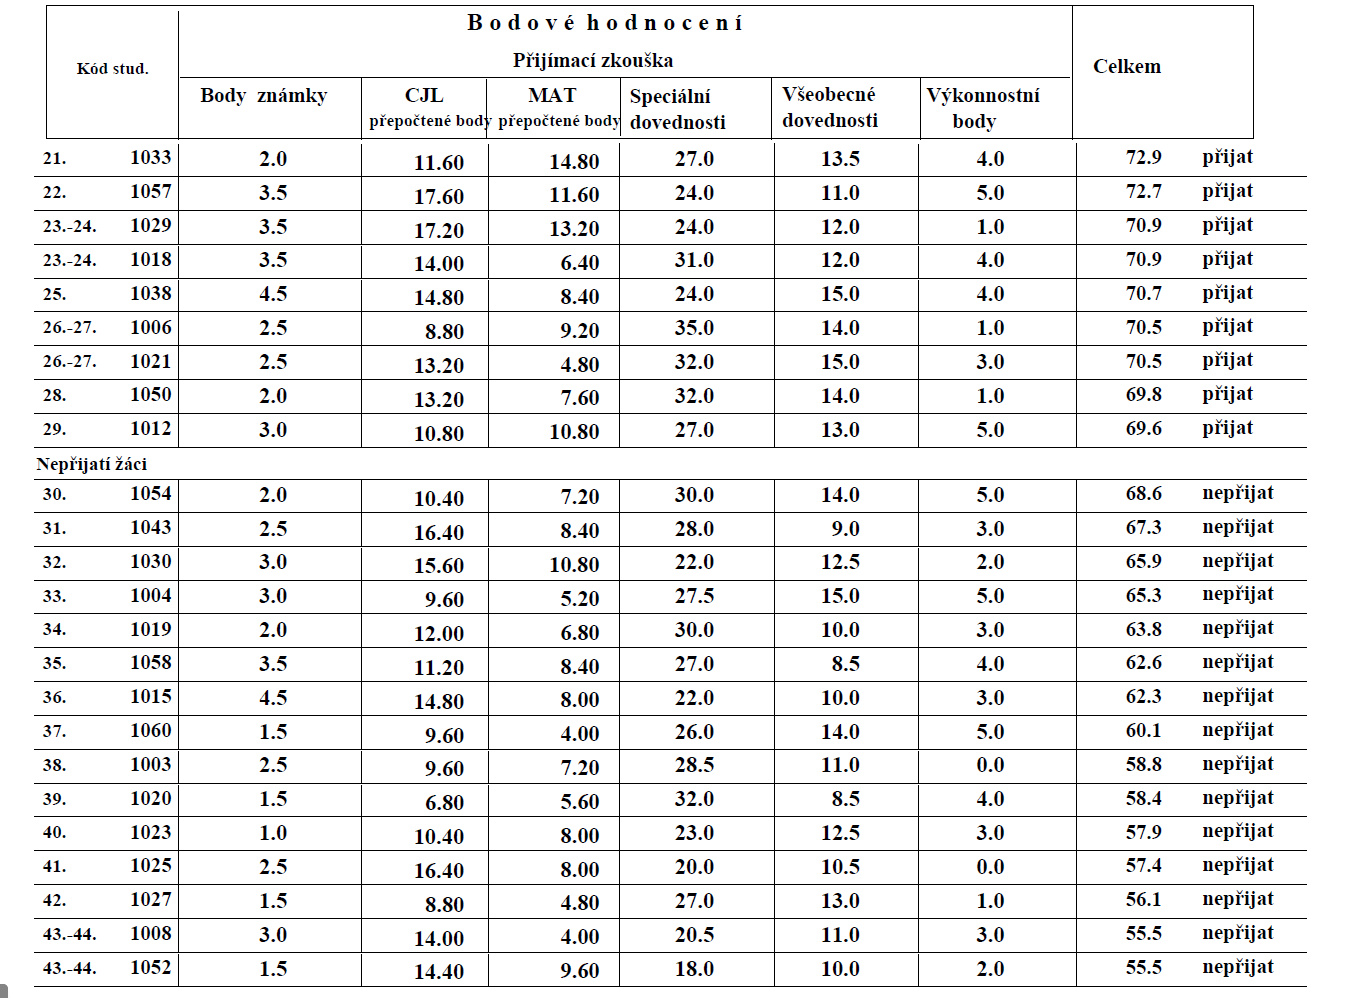 Bodové hodnocení
Kód stud. Přijímací zkouška Celkem
Body známky CJL MAT Speciální Všeobecné Výkonnostní
přepočtené body přepočtené body dovednosti dovednosti body
21. 1033 2.0 11.60 14.80 27.0 13.5 4.0 72.9 přijat
22. 1057 3.5 17.60 11.60 24.0 11.0 5.0 72.7 přijat
23.-24. 1029 3.5 17.20 13.20 24.0 12.0 1.0 70.9 přijat
23.-24. 1018 3.5 14.00 6.40 31.0 12.0 4.0 70.9 přijat
25. 1038 4.5 14.80 8.40 24.0 15.0 4.0 70.7 přijat
26.-27. 1006 2.5 8.80 9.20 35.0 14.0 1.0 70.5 přijat
26.-27. 1021 2.5 13.20 4.80 32.0 15.0 3.0 70.5 přijat
28. 1050 2.0 13.20 7.60 32.0 14.0 1.0 69.8 přijat
29. 1012 3.0 10.80 10.80 27.0 13.0 5.0 69.6 přijat
Nepřijatí žáci
30. 1054 2.0 10.40 7.20 30.0 14.0 5.0 68.6 nepřijat
31. 1043 2.5 16.40 8.40 28.0 9.0 3.0 67.3 nepřijat
32. 1030 3.0 15.60 10.80 22.0 12.5 2.0 65.9 nepřijat
33. 1004 3.0 9.60 5.20 27.5 15.0 5.0 65.3 nepřijat
34. 1019 2.0 12.00 6.80 30.0 10.0 3.0 63.8 nepřijat
35. 1058 3.5 11.20 8.40 27.0 8.5 4.0 62.6 nepřijat
36. 1015 4.5 14.80 8.00 22.0 10.0 3.0 62.3 nepřijat
37. 1060 1.5 9.60 4.00 26.0 14.0 5.0 60.1 nepřijat
38. 1003 2.5 9.60 7.20 28.5 11.0 0.0 58.8 nepřijat
39. 1020 1.5 6.80 5.60 32.0 8.5 4.0 58.4 nepřijat
40. 1023 1.0 10.40 8.00 23.0 12.5 3.0 57.9 nepřijat
41. 1025 2.5 16.40 8.00 20.0 10.5 0.0 57.4 nepřijat
42. 1027 1.5 8.80 4.80 27.0 13.0 1.0 56.1 nepřijat
43.-44. 1008 3.0 14.00 4.00 20.5 11.0 3.0 55.5 nepřijat
43.-44. 1052 1.5 14.40 9.60 18.0 10.0 2.0 55.5 nepřijat